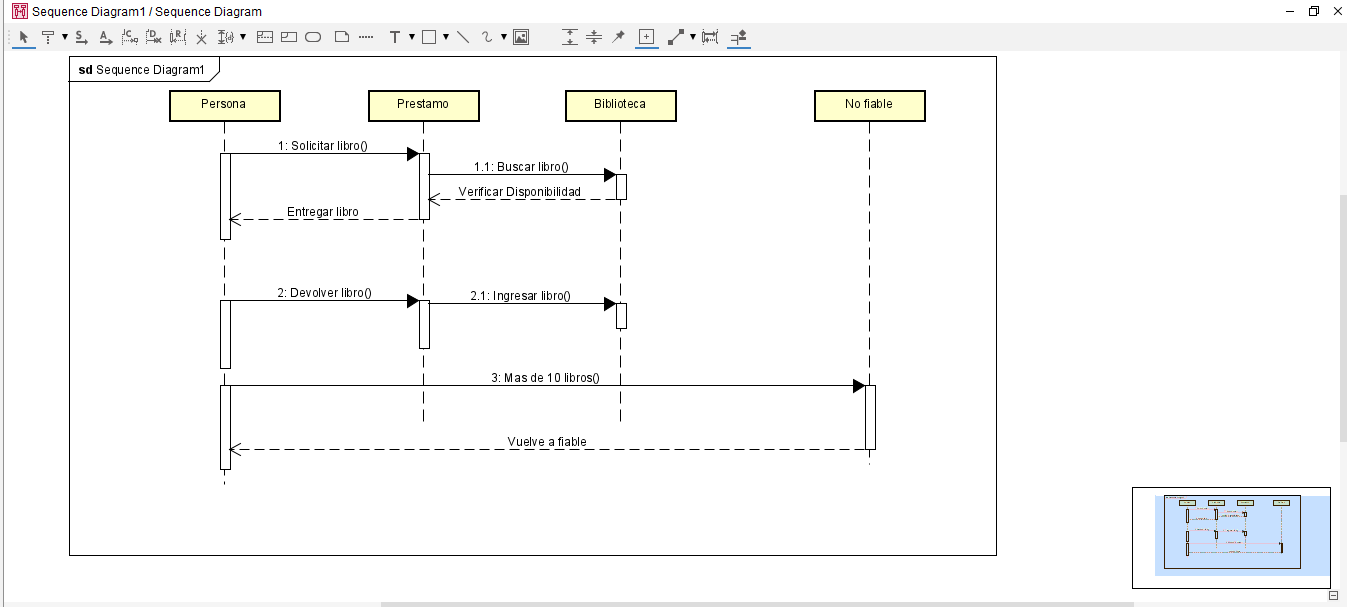 Sequence Diagram1 / Sequence Diagram
sd Sequence Diagram1
Persona
Prestamo
Biblioteca
No fiable
1: Solicitar libro()
1.1: Buscar libro()
Verificar Disponibilidad
Entregar libro
2: Devolver libro()
2.1: Ingresar libro()
3: Mas de 10 libros()
Vuelve a fiable